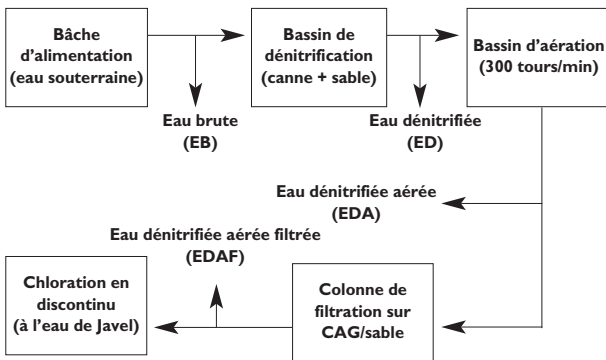 Bâche
d'alimentation
(eau souterraine)
Bassin de
dénitrification
(canne + sable)
Bassin d'aération
(300 tours/min)
Eau brute
(EB)
Eau dénitrifiée
(ED)
Eau dénitrifiée aérée
(EDA)
Eau dénitrifiée aérée filtrée
(EDAF)
Chloration en
discontinu
(à l'eau de Javel)
Colonne de
filtration sur
CAG/sable